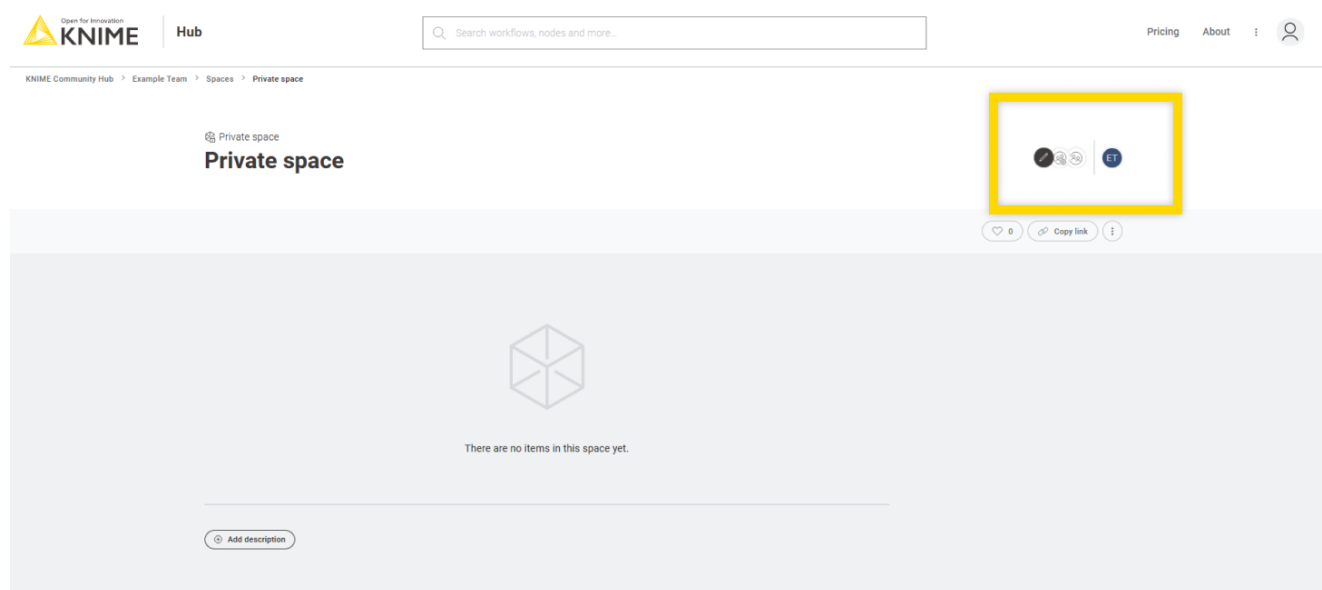 Open for Innovation
KNIME
Hub
Search workflows, nodes and more...
Pricing
About
KNIME Community Hub > Example Team > Spaces > Private space
Private space
Private space
ET
0
Copy link
There are no items in this space yet.
Add description